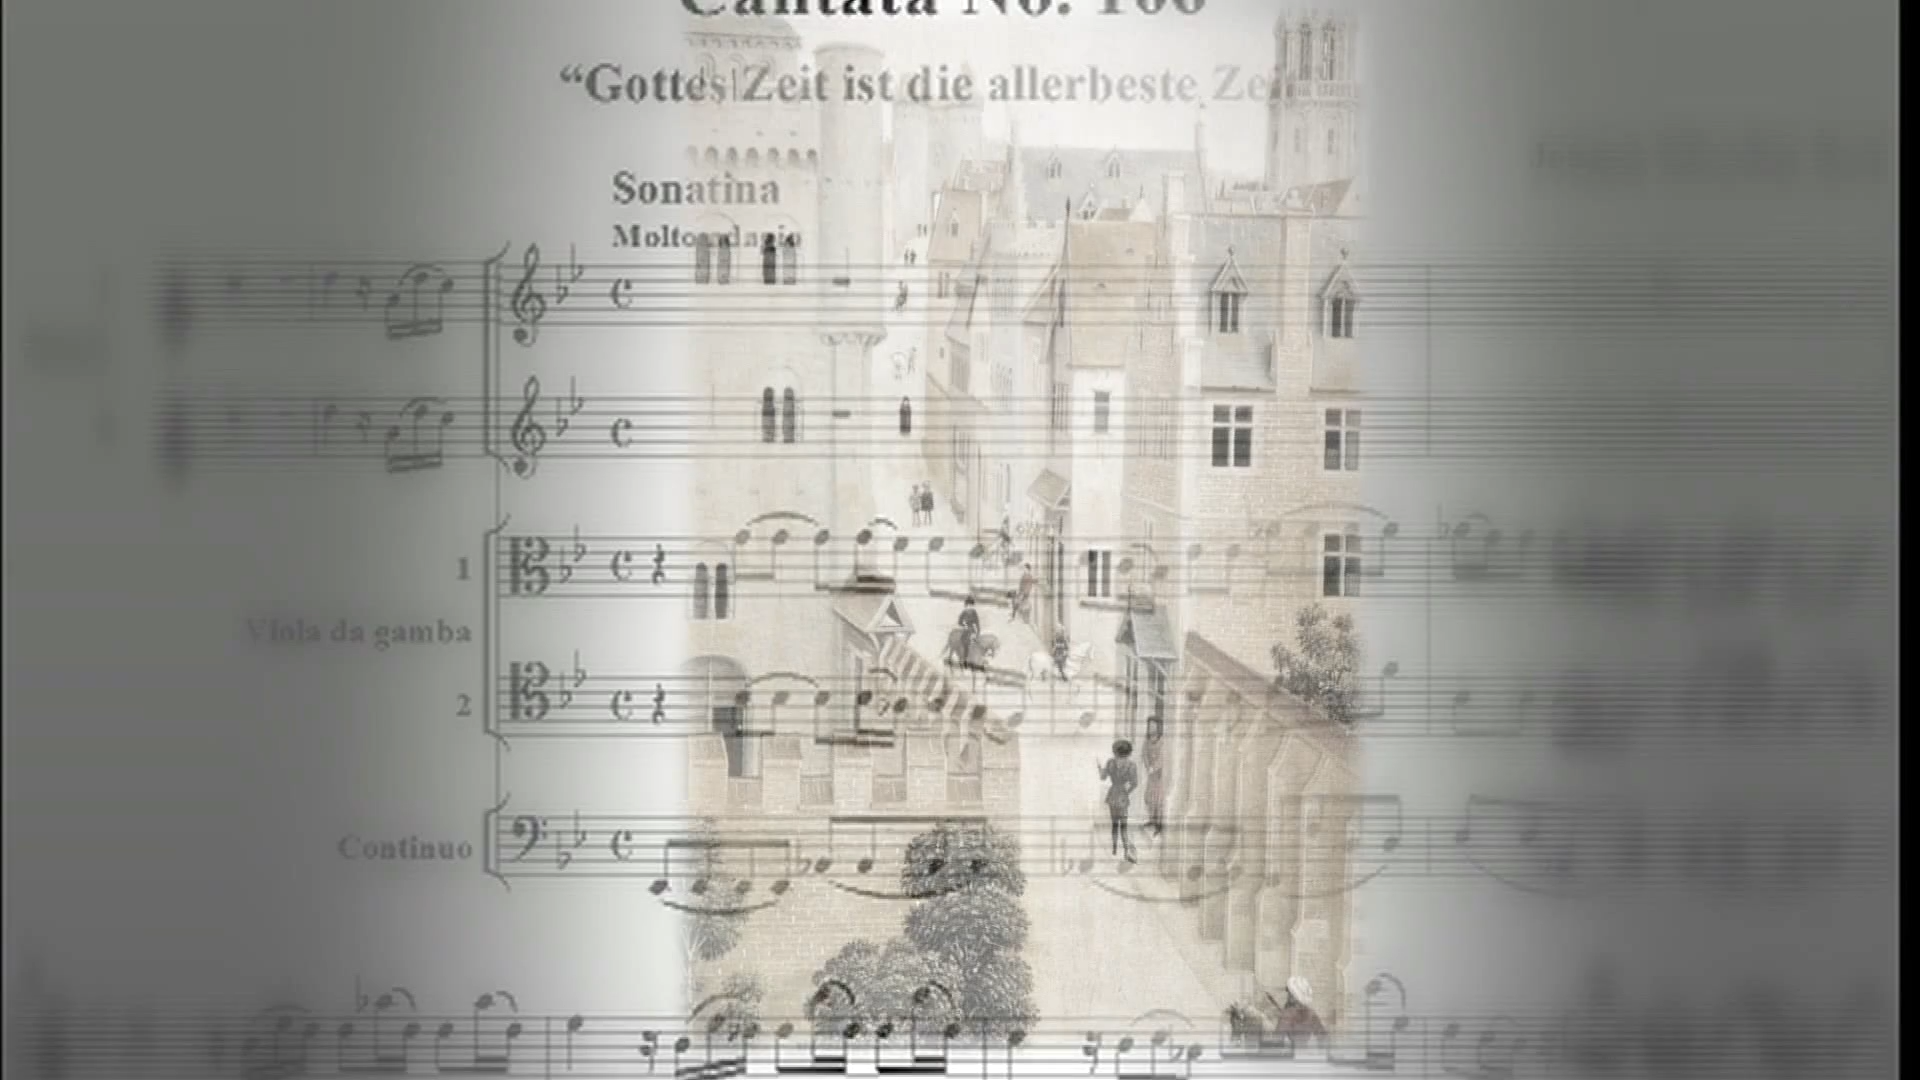 Cantata No. 106
“Gottes Zeit ist die allerbeste Ze
Sonatina
Molto adagio
1
Viola da gamba
2
Continuo